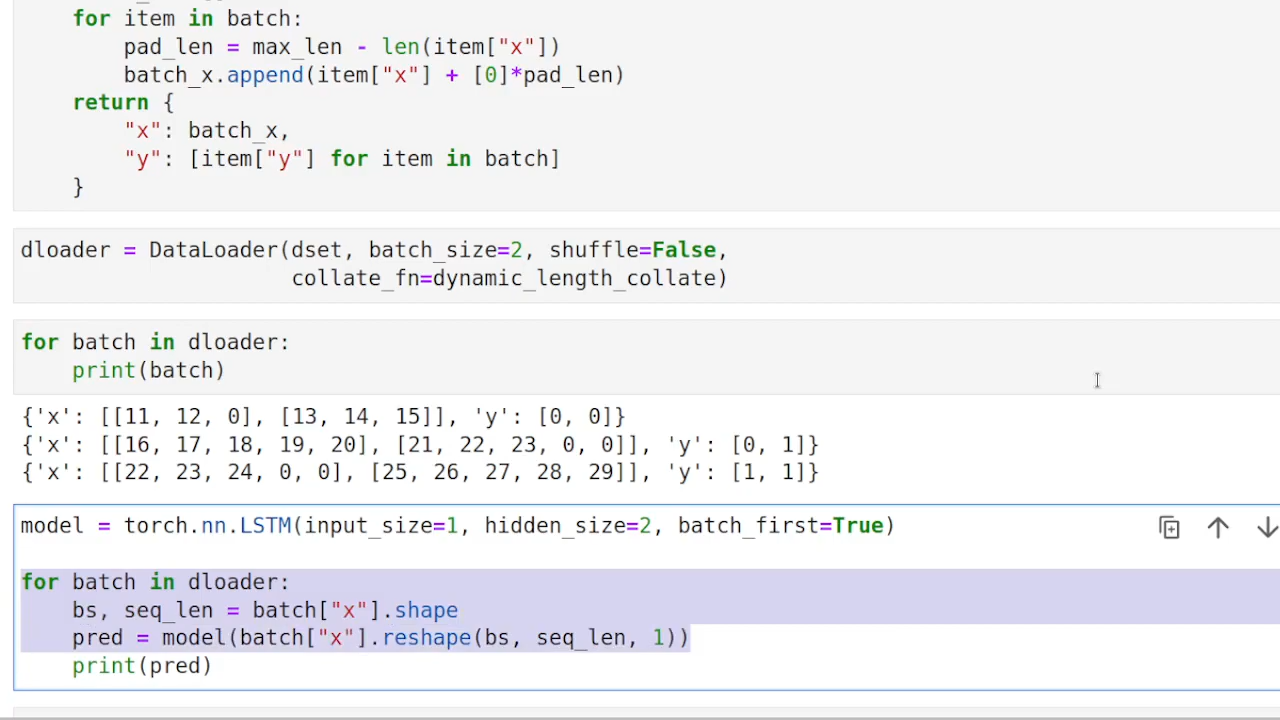 for item in batch:
pad_len = max_len - len(item["x"])
batch_x.append(item["x"] + [0]*pad_len)
return {
"x": batch_x,
"y": [item["y"] for item in batch]
}
dloader = DataLoader(dset, batch_size=2, shuffle=False,
collate_fn=dynamic_length_collate)
for batch in dloader:
print(batch)
{'x': [[11, 12, 0], [13, 14, 15]], 'y': [0, 0]}
{'x': [[16, 17, 18, 19, 20], [21, 22, 23, 0, 0]], 'y': [0, 1]}
{'x': [[22, 23, 24, 0, 0], [25, 26, 27, 28, 29]], 'y': [1, 1]}
model = torch.nn.LSTM(input_size=1, hidden_size=2, batch_first=True)
for batch in dloader:
bs, seq_len = batch["x"].shape
pred = model(batch["x"].reshape(bs, seq_len, 1))
print(pred)